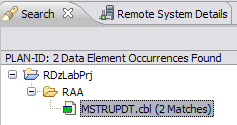 Search Remote System Details
PLAN-ID: 2 Data Element Occurrences Found
RDzLabPrj
RAA
MSTRUPDT.cbl (2 Matches)